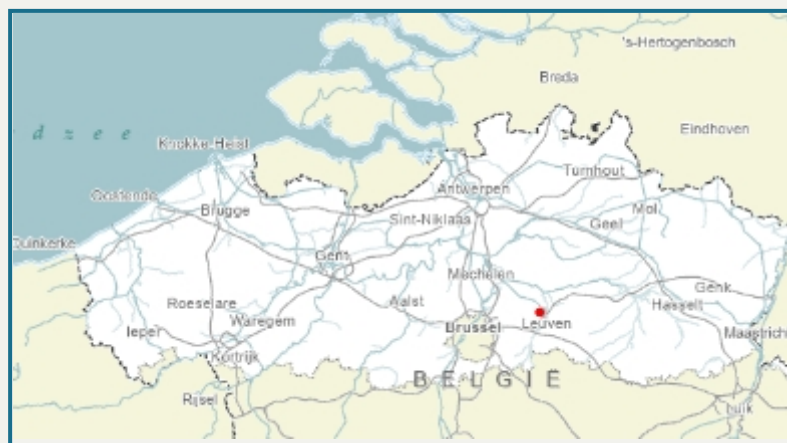 's-Hertogenbosch
Breda
d z e e
Eindhoven
Knokke-Heist
Turnhout
Oostende
Antwerpen
Mol
Brugge
Sint-Niklaas
Geel
Duinkerke
Gent
Mechelen
Genk
Roeselare
Aalst
Hasselt
Ieper
Waregem
Brussel
Leuven
Maastrich
Kortrijk
BELGIË
Rijsel
Luik